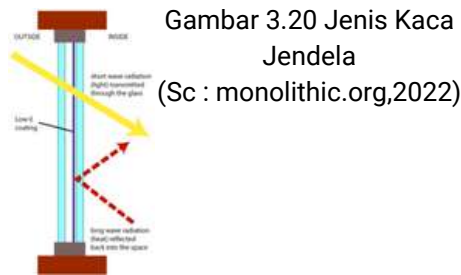 Gambar 3.20 Jenis Kaca
Jendela
(Sc : monolithic.org,2022)
OUTSIDE
INSIDE
short wave radiation
(light) transmitted
through the glass
Low-E
coating
long wave radiation
(heat) reflected
back into the space